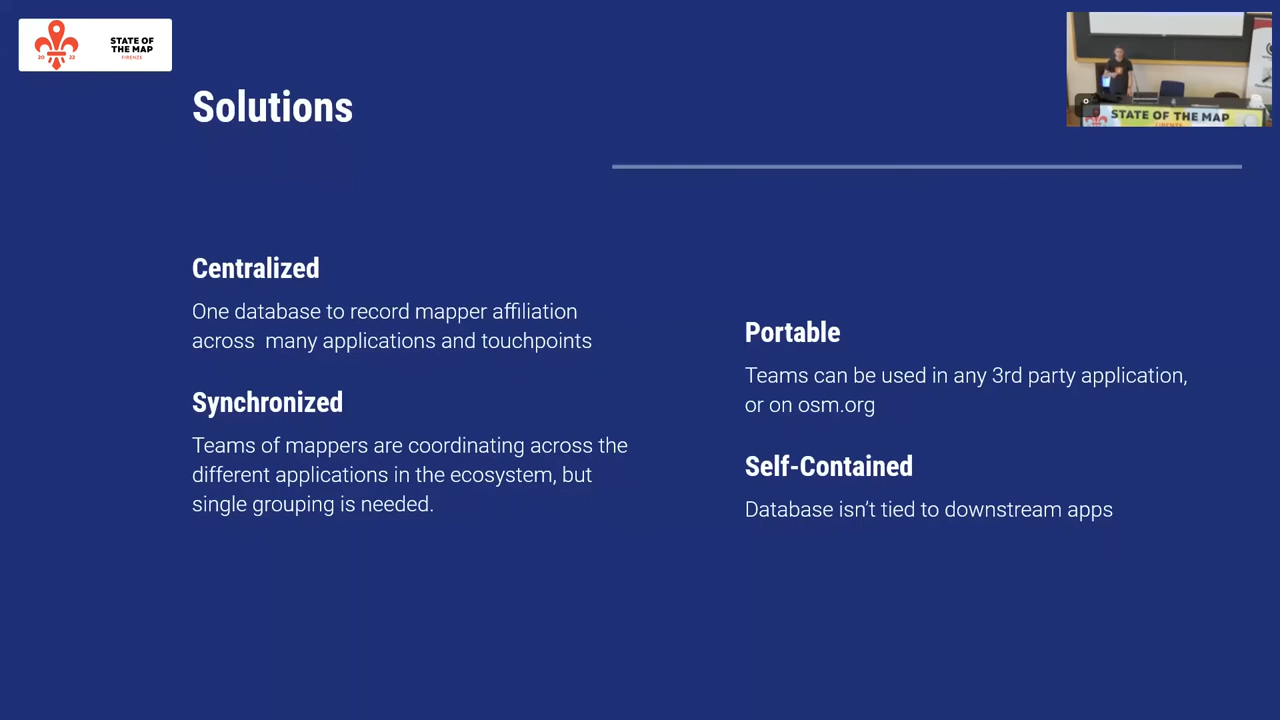 20 22
STATE OF
THE MAP
FIRENZE
Solutions
Centralized
One database to record mapper affiliation
across  many applications and touchpoints
Synchronized
Teams of mappers are coordinating across the
different applications in the ecosystem, but
single grouping is needed.
Portable
Teams can be used in any 3rd party application,
or on osm.org
Self-Contained
Database isn’t tied to downstream apps
STATE OF THE MAP
FIRENZE